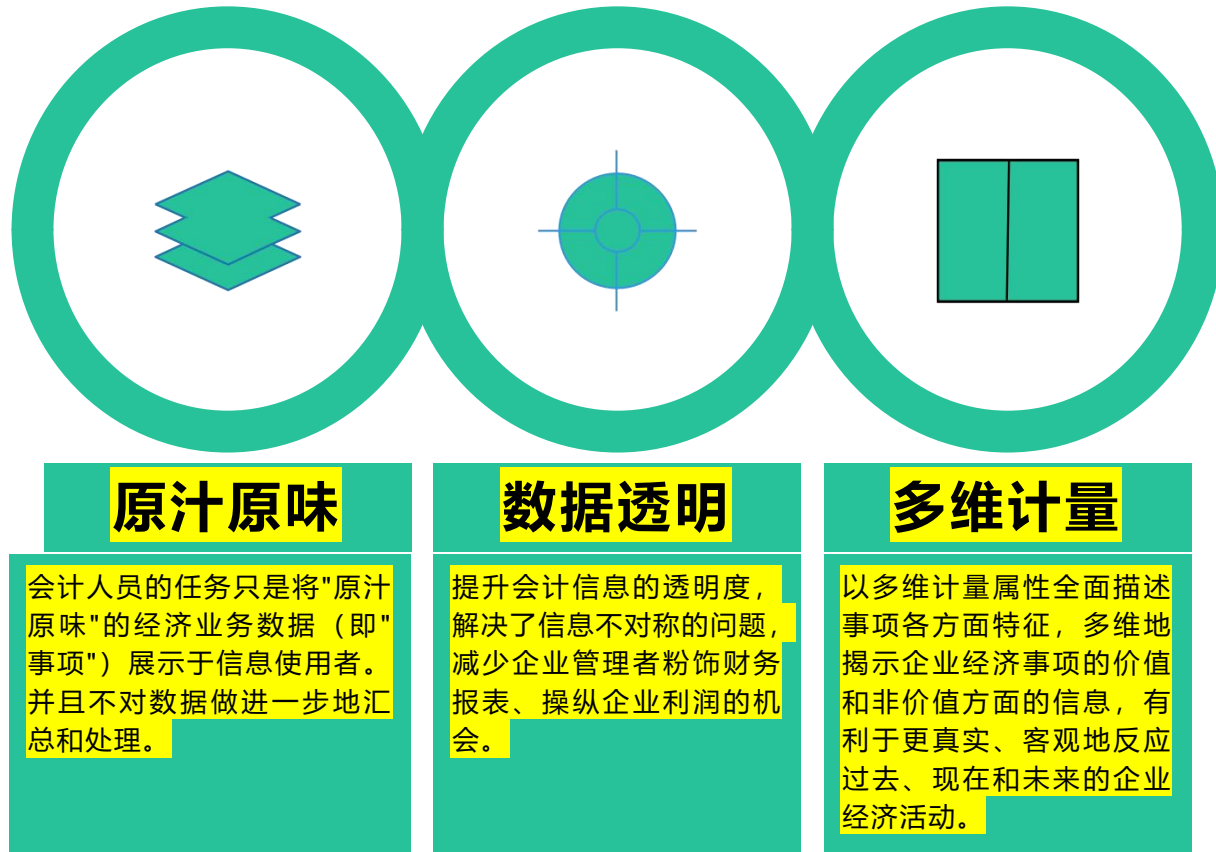 原汁原味
会计人员的任务只是将"原汁
原味"的经济业务数据（即"
事项"）展示于信息使用者。
并且不对数据做进一步地汇
总和处理。
数据透明
提升会计信息的透明度，
解决了信息不对称的问题，
减少企业管理者粉饰财务
报表、操纵企业利润的机
会。
多维计量
以多维计量属性全面描述
事项各方面特征，多维地
揭示企业经济事项的价值
和非价值方面的信息，有
利于更真实、客观地反应
过去、现在和未来的企业
经济活动。